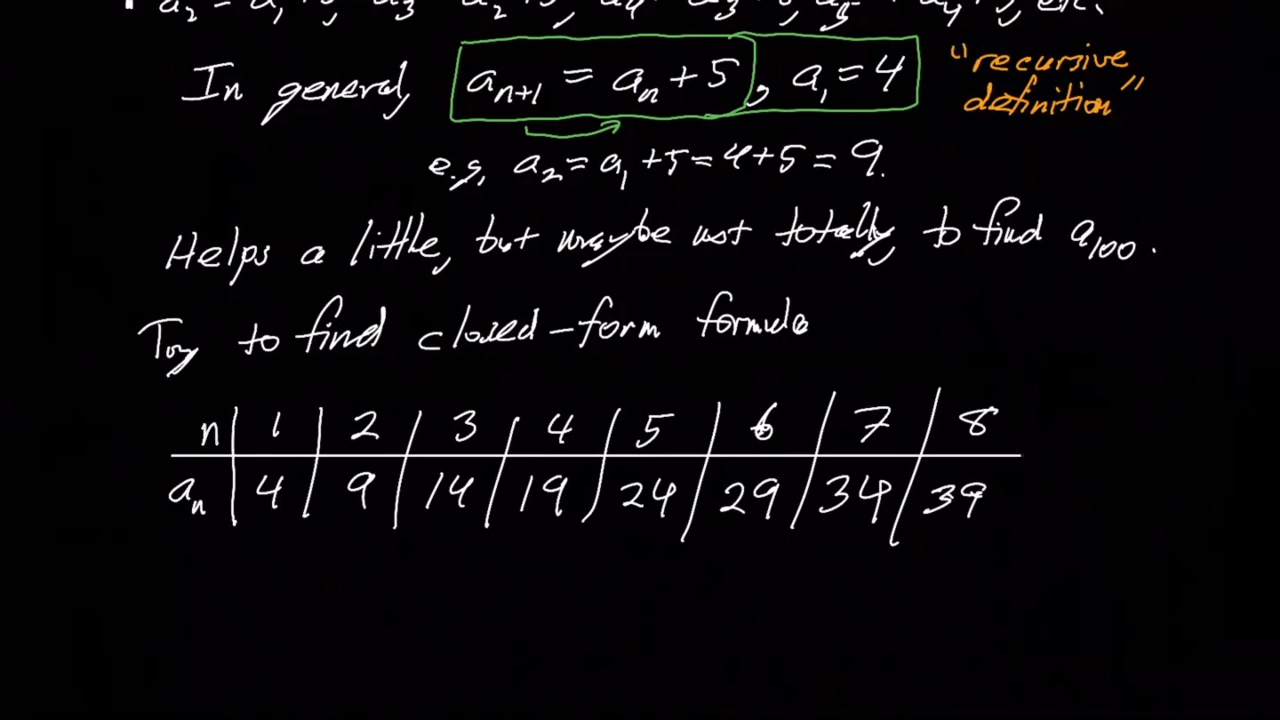 In general, aₙ₊₁ = aₙ + 5, a₁ = 4 "recursive definition"
e.g, a₂ = a₁ + 5 = 4 + 5 = 9.
Helps a little, but maybe not totally, to find a₁₀₀.
Try to find closed-form formula
n | 1 | 2 | 3 | 4 | 5 | 6 | 7 | 8
aₙ | 4 | 9 | 14 | 19 | 24 | 29 | 34 | 39